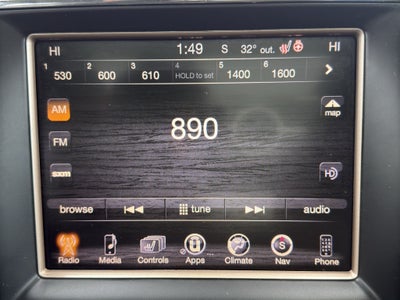 HI 1:49 S 32° out. HI
1 2 3 4 5 6
530 600 610 HOLD to set 1400 1600
AM
map
890
FM
sxm
HD
browse tune audio
Radio Media Controls Apps Climate Nav Phone
S